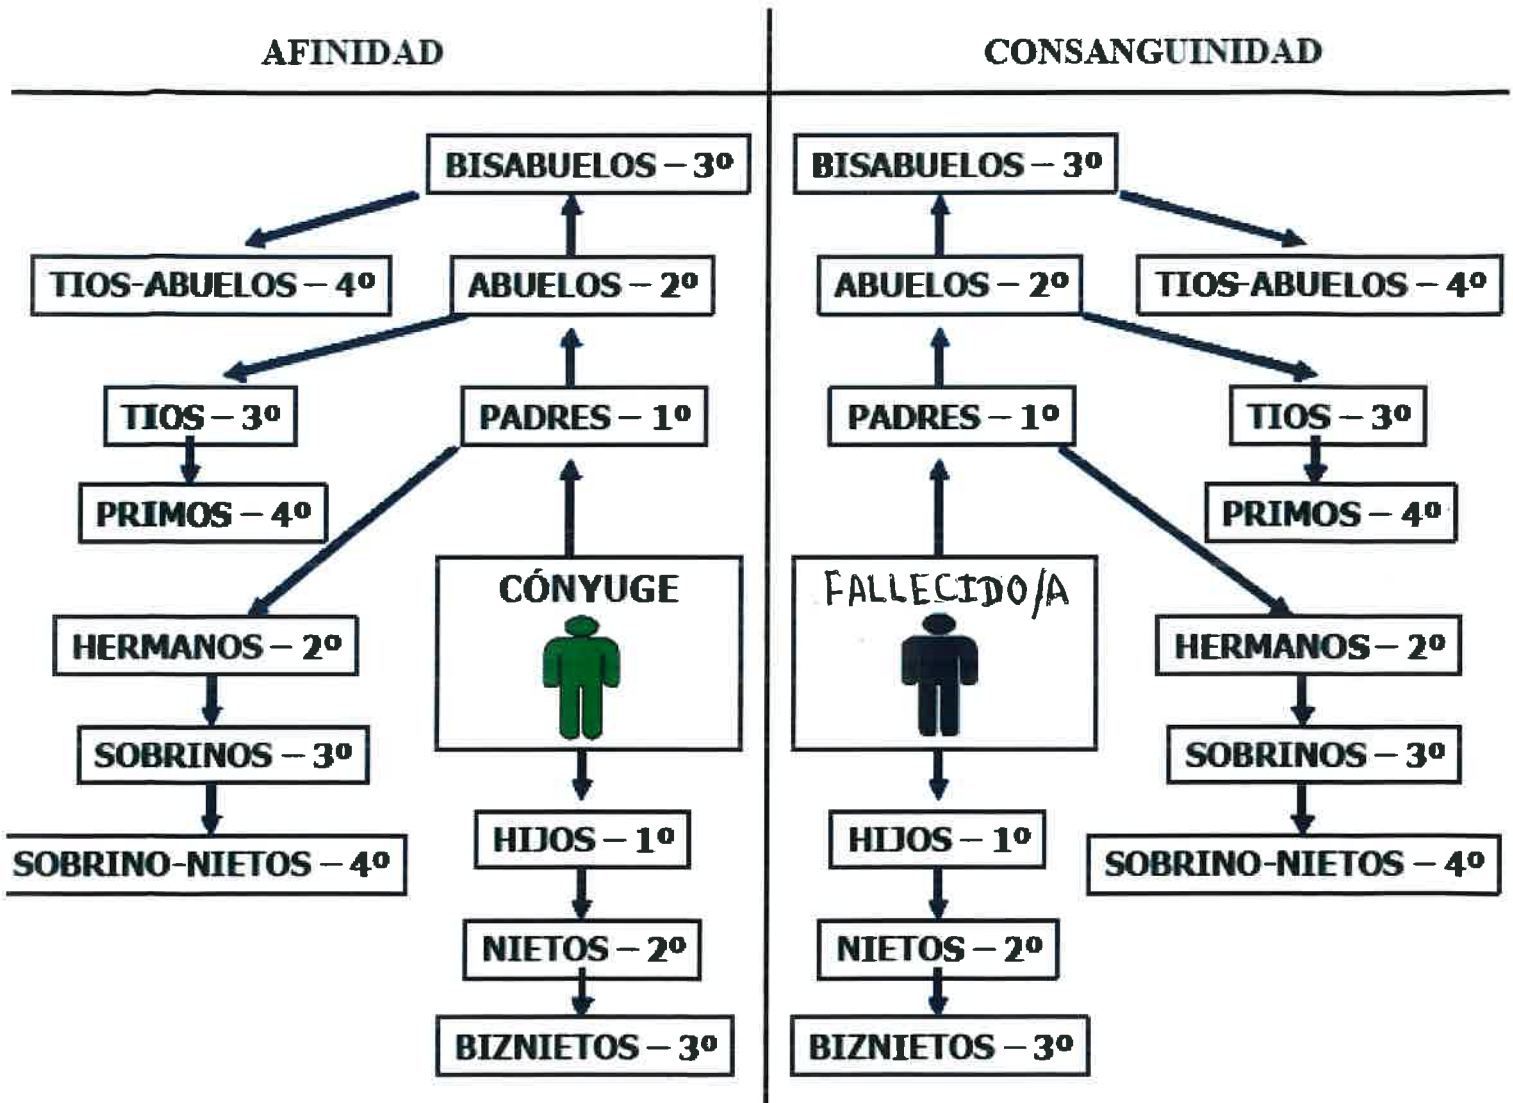 AFINIDAD
CONSANGUINIDAD
BISABUELOS – 3º
BISABUELOS – 3º
TIOS-ABUELOS – 4º
ABUELOS – 2º
ABUELOS – 2º
TIOS-ABUELOS – 4º
TIOS – 3º
PADRES – 1º
PADRES – 1º
TIOS – 3º
PRIMOS – 4º
PRIMOS – 4º
CÓNYUGE
FALLECIDO/A
HERMANOS – 2º
HERMANOS – 2º
SOBRINOS – 3º
SOBRINOS – 3º
HIJOS – 1º
HIJOS – 1º
SOBRINO-NIETOS – 4º
SOBRINO-NIETOS – 4º
NIETOS – 2º
NIETOS – 2º
BIZNIETOS – 3º
BIZNIETOS – 3º